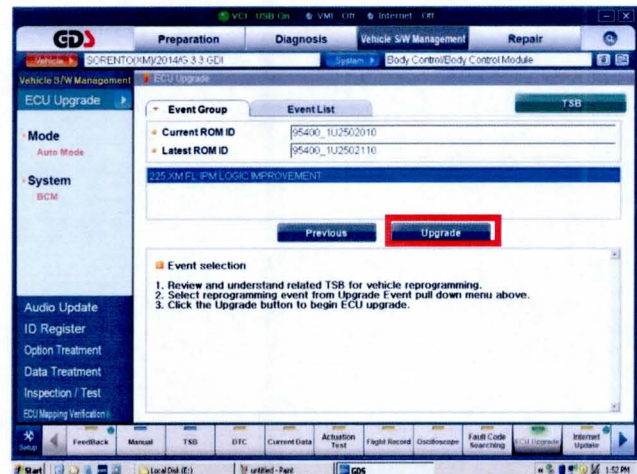 VCI USB On VMI Off Internet Off
GDS Preparation Diagnosis Vehicle S/W Management Repair
Vehicle SORENTO(XM)/2014/G 3.3 GDI System Body Control/Body Control Module
Vehicle S/W Management ECU Upgrade
ECU Upgrade
Event Group Event List TSB
Mode
Auto Mode
Current ROM ID 95400_1U2502010
Latest ROM ID 95400_1U2502110
System
BCM
225.XM FL IPM LOGIC IMPROVEMENT
Previous Upgrade
Event selection
1. Review and understand related TSB for vehicle reprogramming.
2. Select reprogramming event from Upgrade Event pull down menu above.
3. Click the Upgrade button to begin ECU upgrade.
Audio Update
ID Register
Option Treatment
Data Treatment
Inspection / Test
ECU Mapping Verification
Setup FeedBack Manual TSB DTC Current Data Actuation Test Flight Record Oscilloscope Fault Code Searching ECU Upgrade Internet Update
Start Local Disk (E:) untitled - Paint GDS 1:52 PM